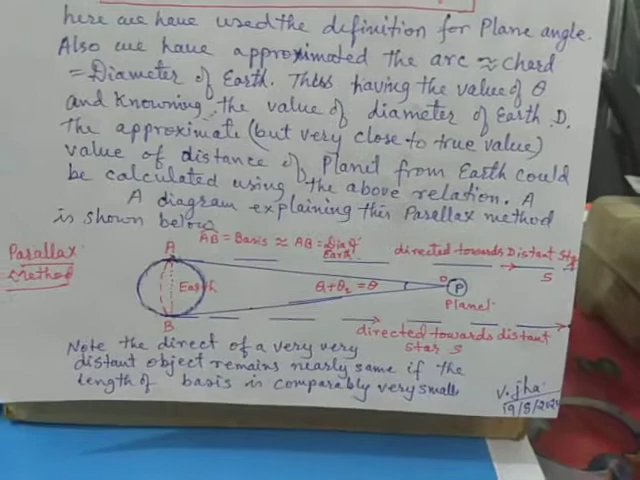 here we have used the definition for Plane angle.
Also we have approximated the arc ≈ chord
= Diameter of Earth. Thus having the value of θ
and Knowing the value of diameter of Earth D.
The approximate (but very close to true value)
value of distance of Planet from Earth could
be calculated using the above relation. A
A diagram explaining this Parallax method
is shown below
Parallax Method
A
AB = Basis ≈ AB = Dia of Earth
directed towards Distant Star
S
Earth
θ1+θ2 = θ
O
P
Planet
B
directed towards distant
Star S
Note the direct of a very very
distant object remains nearly same if the
length of basis is comparably very small
V. Jha
19/8/2024